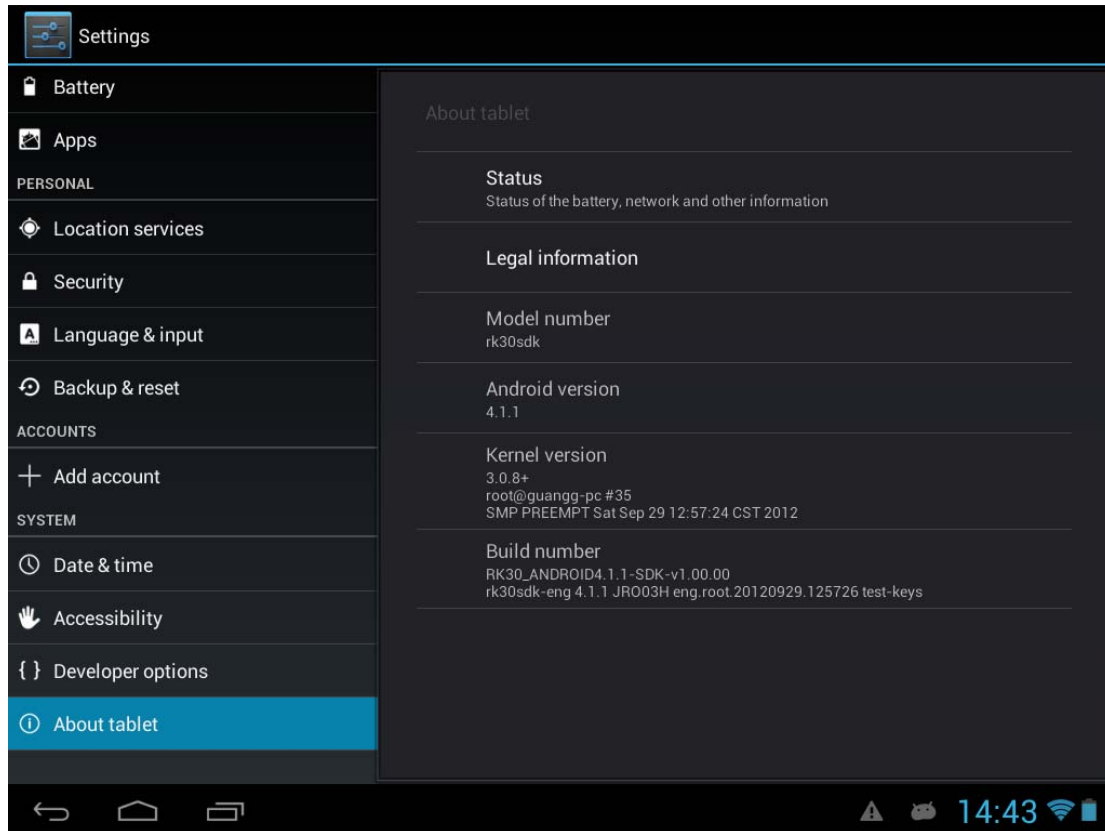 Settings
Battery
Apps
PERSONAL
Location services
Security
Language & input
Backup & reset
ACCOUNTS
Add account
SYSTEM
Date & time
Accessibility
{ } Developer options
About tablet
About tablet
Status
Status of the battery, network and other information
Legal information
Model number
rk30sdk
Android version
4.1.1
Kernel version
3.0.8+
root@guangg-pc #35
SMP PREEMPT Sat Sep 29 12:57:24 CST 2012
Build number
RK30_ANDROID4.1.1-SDK-v1.00.00
rk30sdk-eng 4.1.1 JRO03H eng.root.20120929.125726 test-keys
14:43